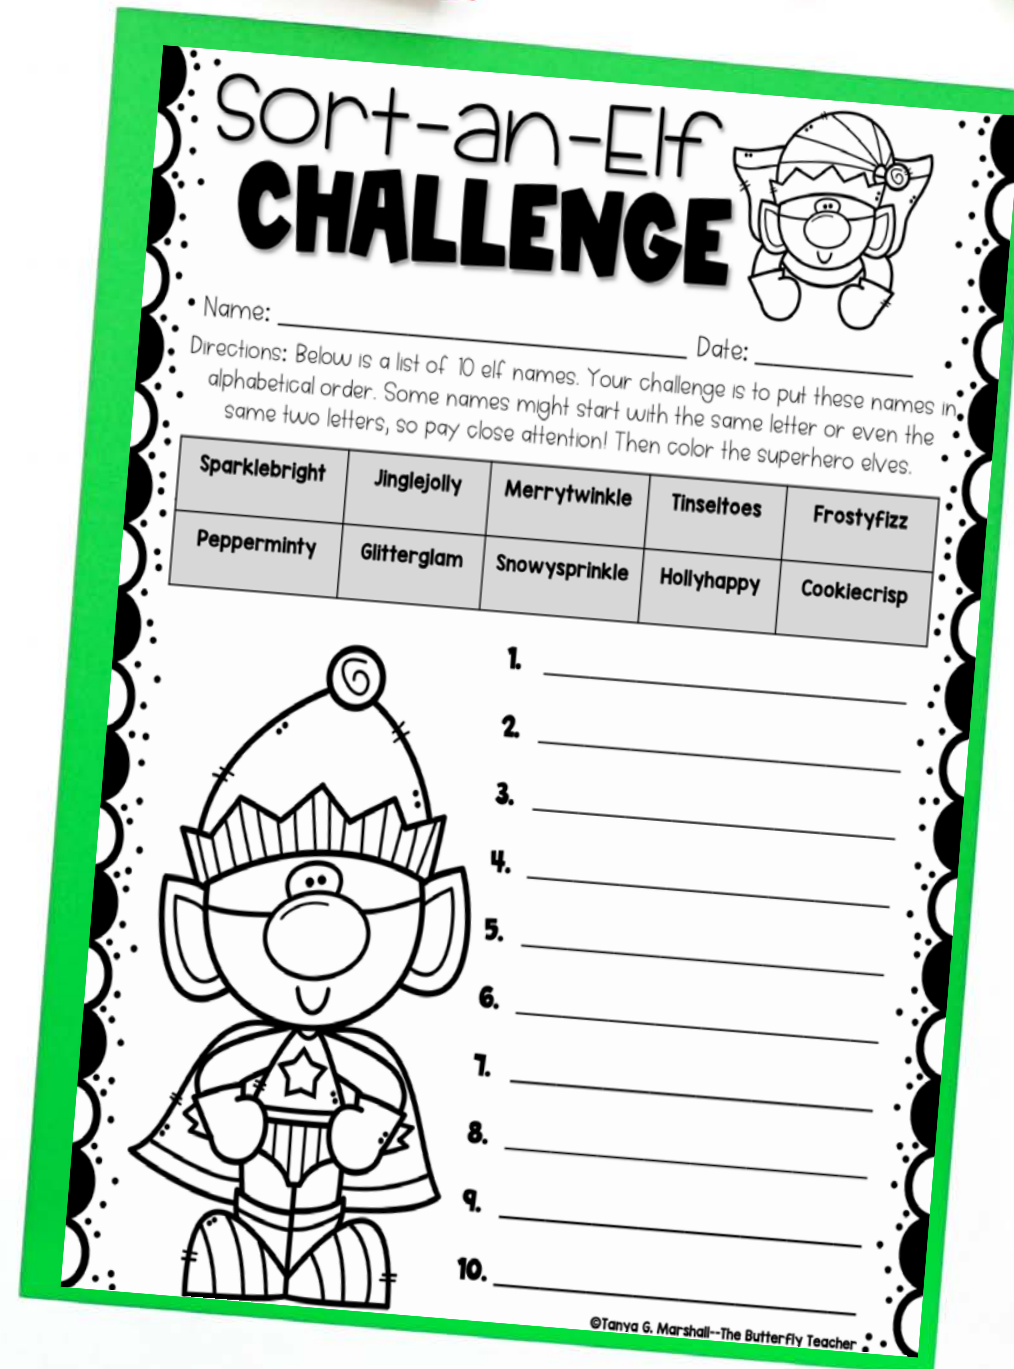 Sort-an-Elf
CHALLENGE
Name:
Date:
Directions: Below is a list of 10 elf names. Your challenge is to put these names in
alphabetical order. Some names might start with the same letter or even the
same two letters, so pay close attention! Then color the superhero elves.
Sparklebright Jinglejolly Merrytwinkle Tinseltoes Frostyfizz
Pepperminty Glitterglam Snowysprinkle Hollyhappy Cookiecrisp
1.
2.
3.
4.
5.
6.
7.
8.
9.
10.
©Tanya G. Marshall--The Butterfly Teacher